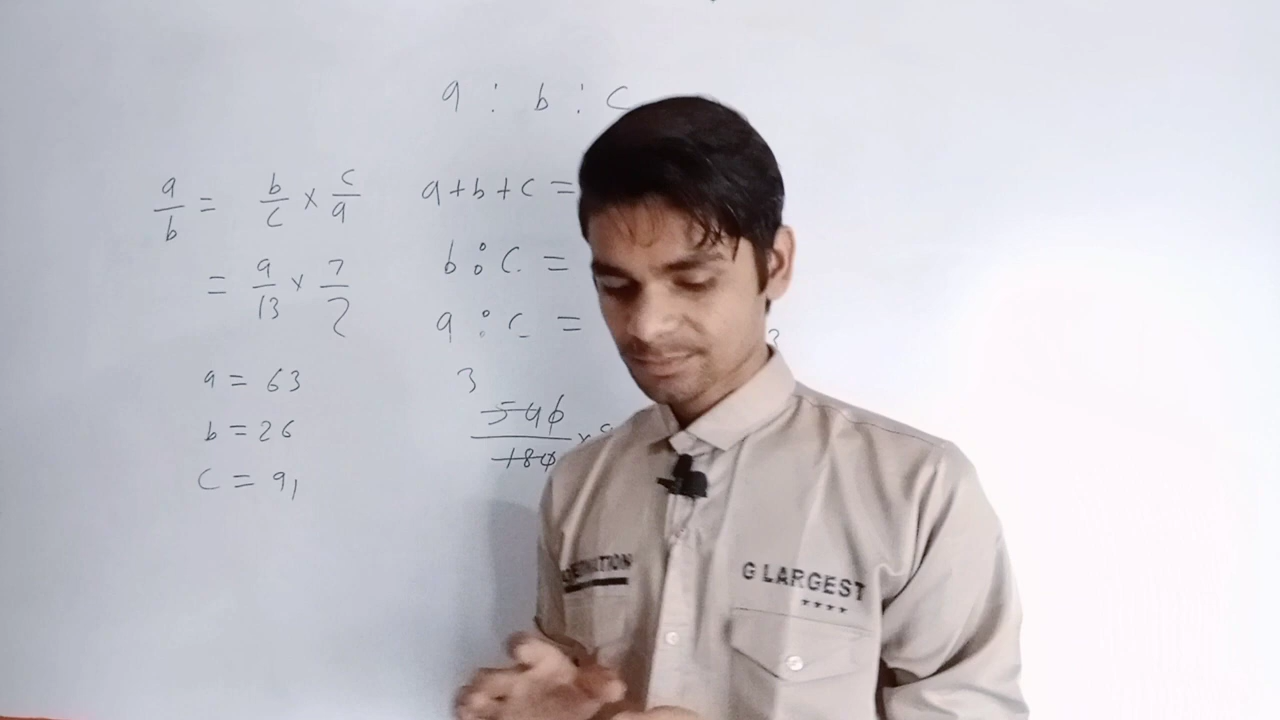 a : b : c
a/b = b/c × c/a
= 9/13 × 7/2
a = 63
b = 26
c = 91
a + b + c =
b : c =
a : c =
3
540/180 ×
G LARGEST
★★★★